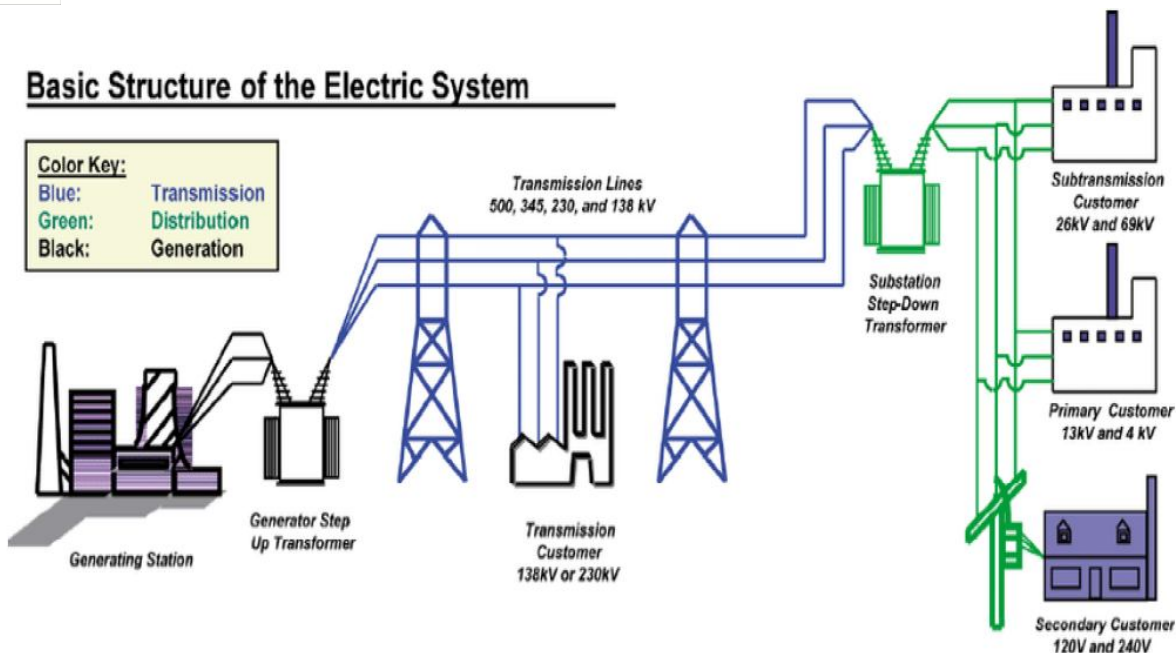 Basic Structure of the Electric System
Color Key:
Blue: Transmission
Green: Distribution
Black: Generation
Transmission Lines
500, 345, 230, and 138 kV
Subtransmission
Customer
26kV and 69kV
Substation
Step-Down
Transformer
Primary Customer
13kV and 4 kV
Generating Station
Generator Step
Up Transformer
Transmission
Customer
138kV or 230kV
Secondary Customer
120V and 240V